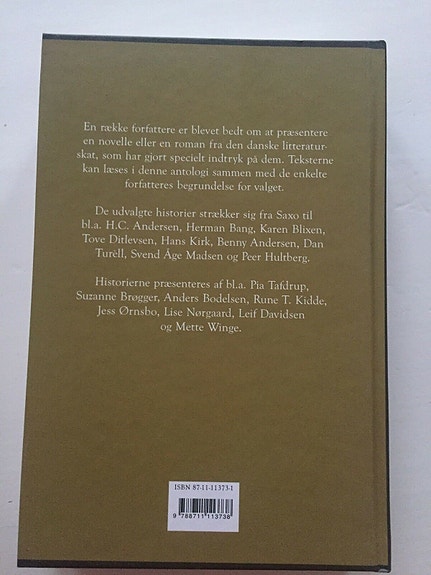 En række forfattere er blevet bedt om at præsentere
en novelle eller en roman fra den danske litteratur-
skat, som har gjort specielt indtryk på dem. Teksterne
kan læses i denne antologi sammen med de enkelte
forfatteres begrundelse for valget.
De udvalgte historier strækker sig fra Saxo til
bl.a. H.C. Andersen, Herman Bang, Karen Blixen,
Tove Ditlevsen, Hans Kirk, Benny Andersen, Dan
Turéll, Svend Åge Madsen og Peer Hultberg.
Historierne præsenteres af bl.a. Pia Tafdrup,
Suzanne Brøgger, Anders Bodelsen, Rune T. Kidde,
Jess Ørnsbo, Lise Nørgaard, Leif Davidsen
og Mette Winge.
ISBN 87-11-11373-1
9 788711 113738